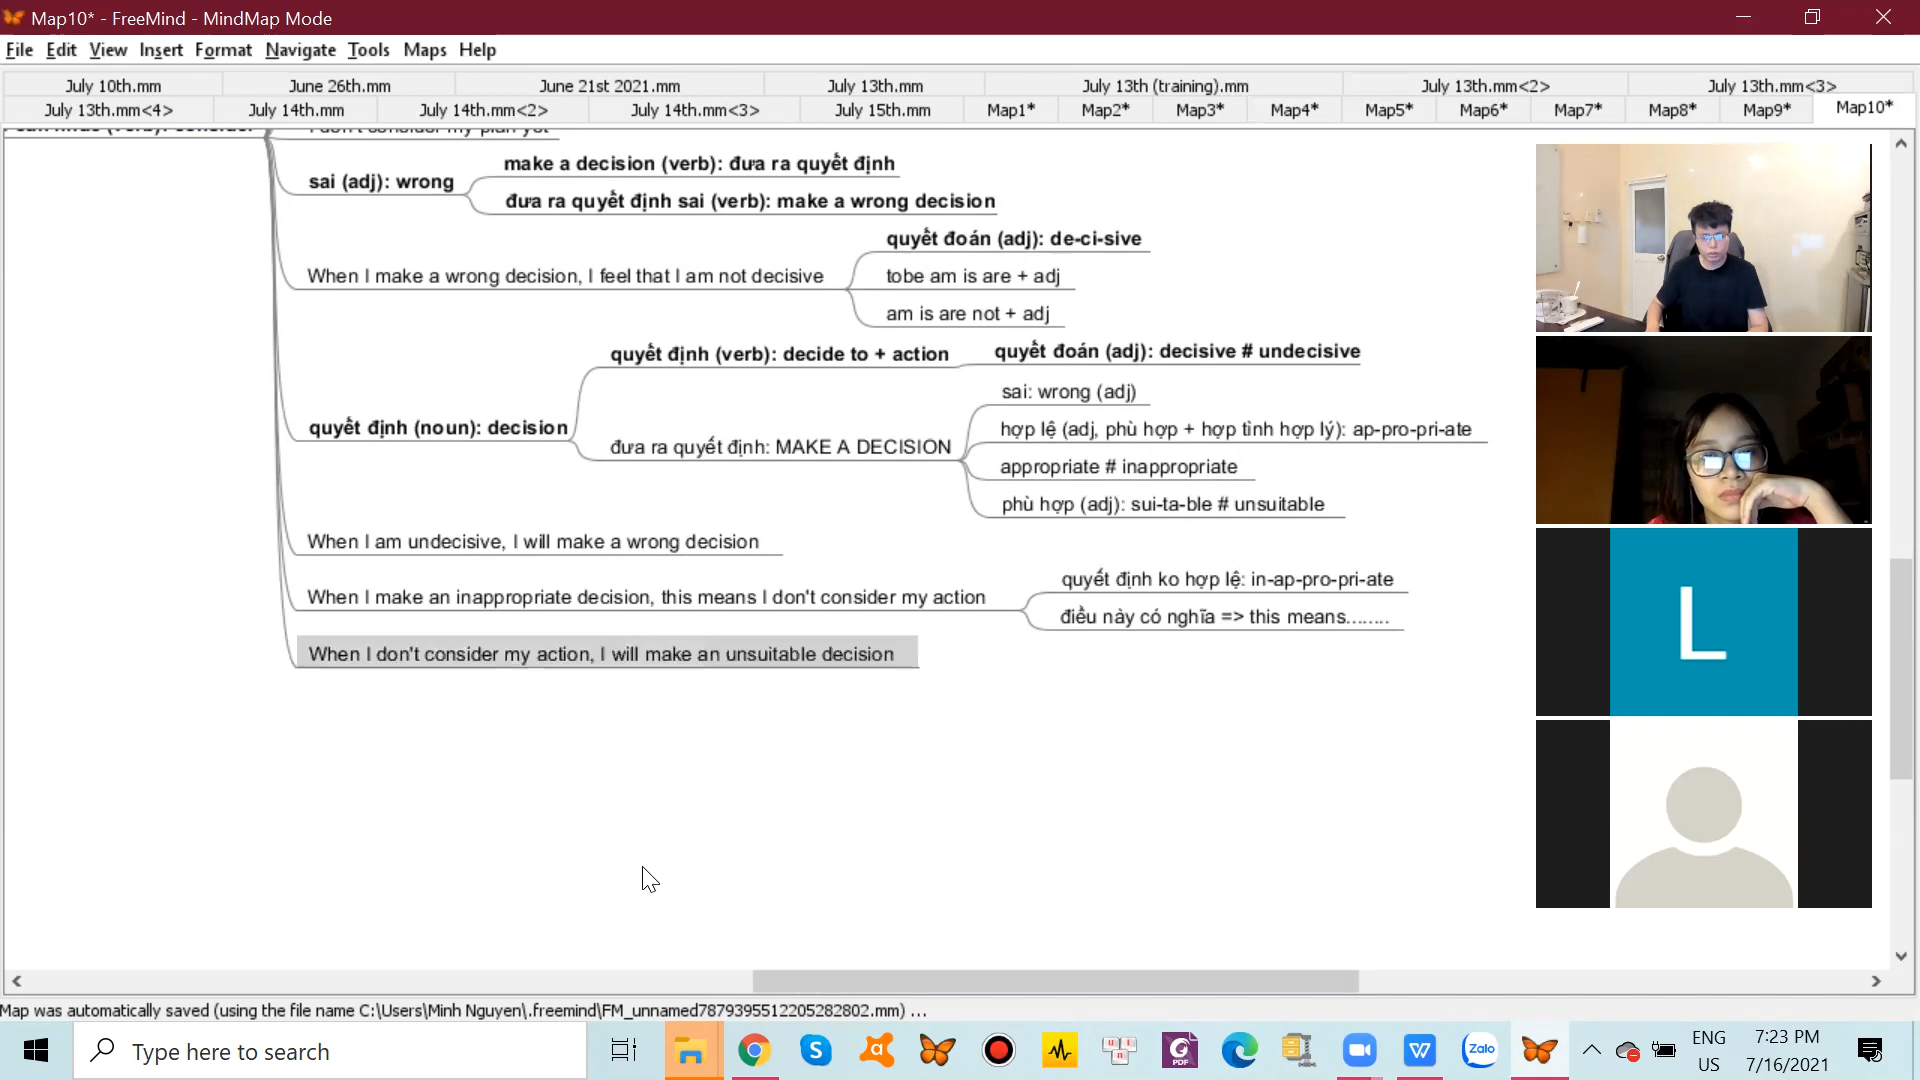 Map10* - FreeMind - MindMap Mode
File Edit View Insert Format Navigate Tools Maps Help
July 10th.mm June 26th.mm June 21st 2021.mm July 13th.mm July 13th (training).mm July 13th.mm<2> July 13th.mm<3>
July 13th.mm<4> July 14th.mm July 14th.mm<2> July 14th.mm<3> July 15th.mm Map1* Map2* Map3* Map4* Map5* Map6* Map7* Map8* Map9* Map10*
(verb): consider
I don't consider my plan yet
sai (adj): wrong
make a decision (verb): đưa ra quyết định
đưa ra quyết định sai (verb): make a wrong decision
When I make a wrong decision, I feel that I am not decisive
quyết đoán (adj): de-ci-sive
tobe am is are + adj
am is are not + adj
quyết định (noun): decision
quyết định (verb): decide to + action
quyết đoán (adj): decisive # undecisive
đưa ra quyết định: MAKE A DECISION
sai: wrong (adj)
hợp lệ (adj, phù hợp + hợp tình hợp lý): ap-pro-pri-ate
appropriate # inappropriate
phù hợp (adj): sui-ta-ble # unsuitable
When I am undecisive, I will make a wrong decision
When I make an inappropriate decision, this means I don't consider my action
quyết định ko hợp lệ: in-ap-pro-pri-ate
điều này có nghĩa => this means........
When I don't consider my action, I will make an unsuitable decision
L
Map was automatically saved (using the file name C:\Users\Minh Nguyen\.freemind\FM_unnamed7879395512205282802.mm) ...
Type here to search
PDF
Zalo
ENG
US
7:23 PM
7/16/2021